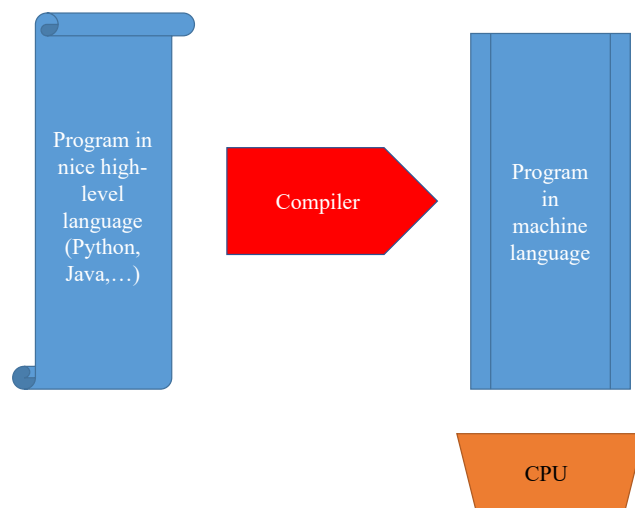 Program in
nice high-
level
language
(Python,
Java,…)
Compiler
Program
in
machine
language
CPU